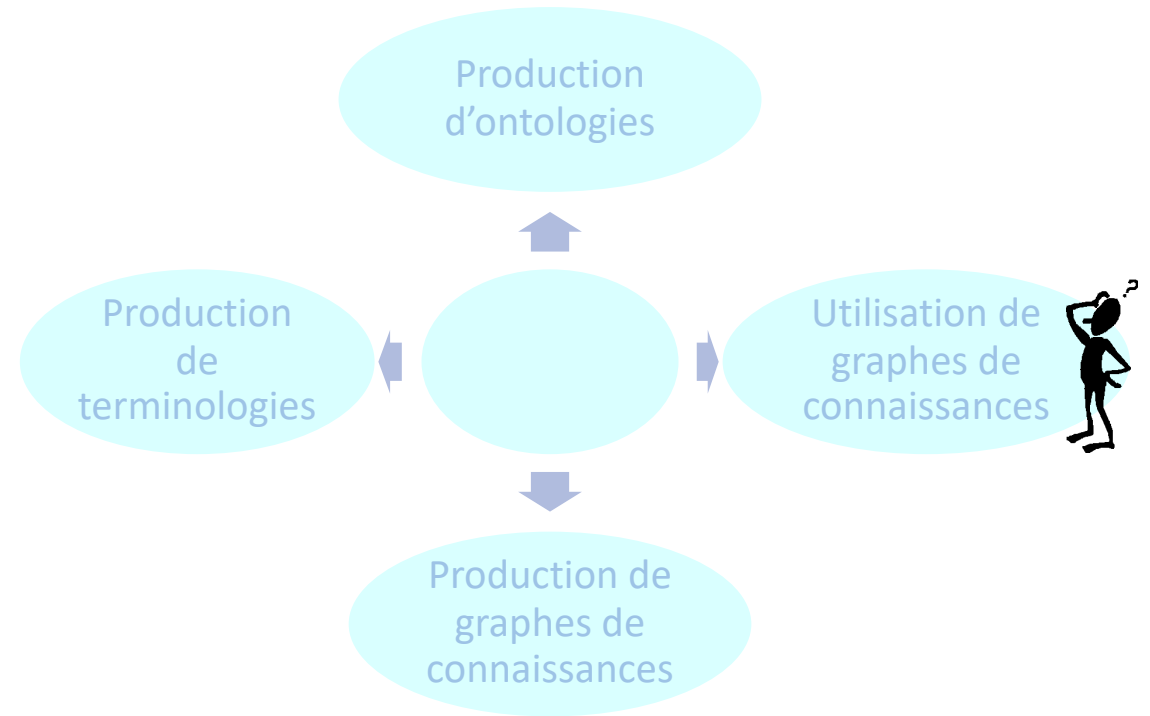 Production
d’ontologies
Production
de
terminologies
Utilisation de
graphes de
connaissances
?
Production de
graphes de
connaissances